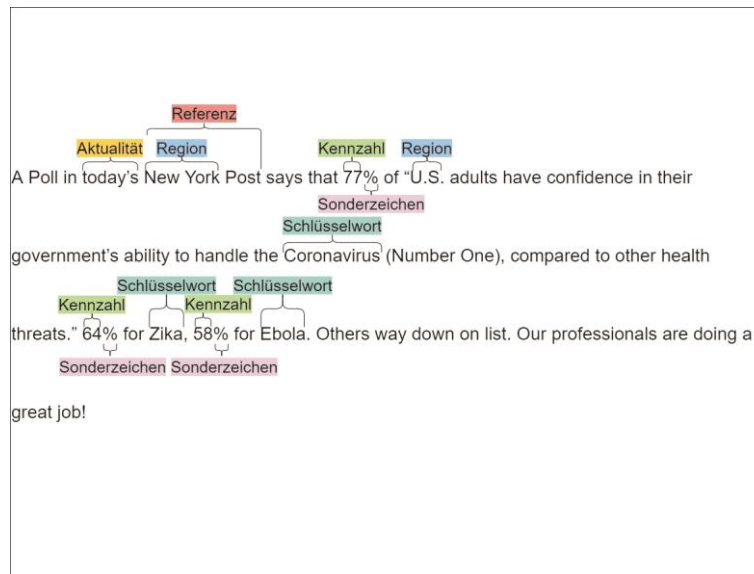 Referenz
Aktualität Region Kennzahl Region
A Poll in today's New York Post says that 77% of “U.S. adults have confidence in their
Sonderzeichen
Schlüsselwort
government's ability to handle the Coronavirus (Number One), compared to other health
Schlüsselwort Schlüsselwort
Kennzahl Kennzahl
threats.” 64% for Zika, 58% for Ebola. Others way down on list. Our professionals are doing a
Sonderzeichen Sonderzeichen
great job!